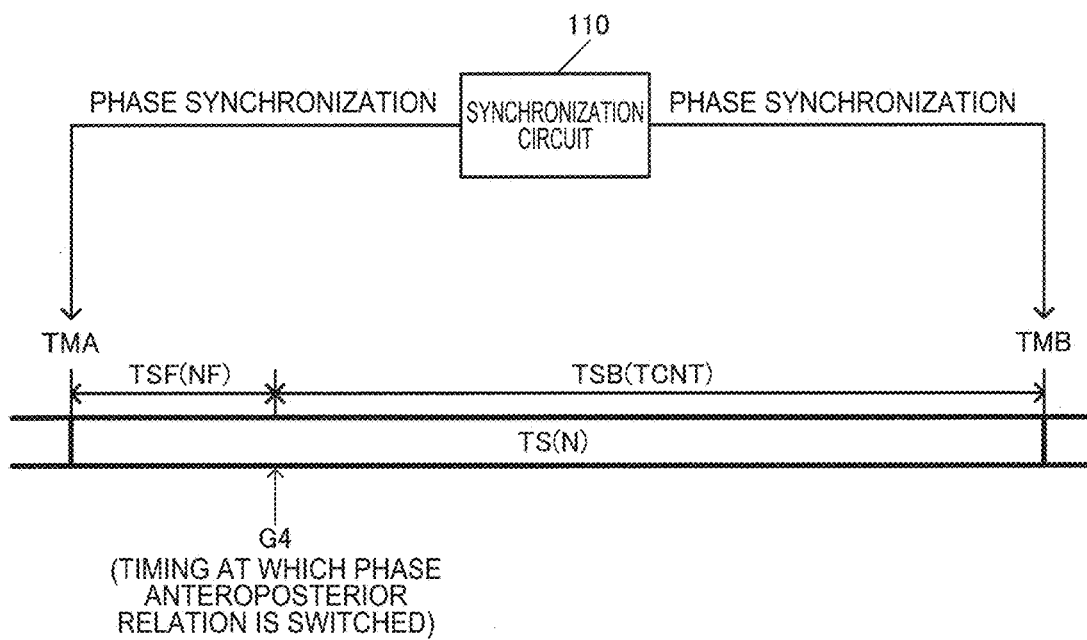 110
PHASE SYNCHRONIZATION
SYNCHRONIZATION
CIRCUIT
PHASE SYNCHRONIZATION
TMA
TMB
TSF(NF)
TSB(TCNT)
TS(N)
G4
(TIMING AT WHICH PHASE
ANTEROPOSTERIOR
RELATION IS SWITCHED)